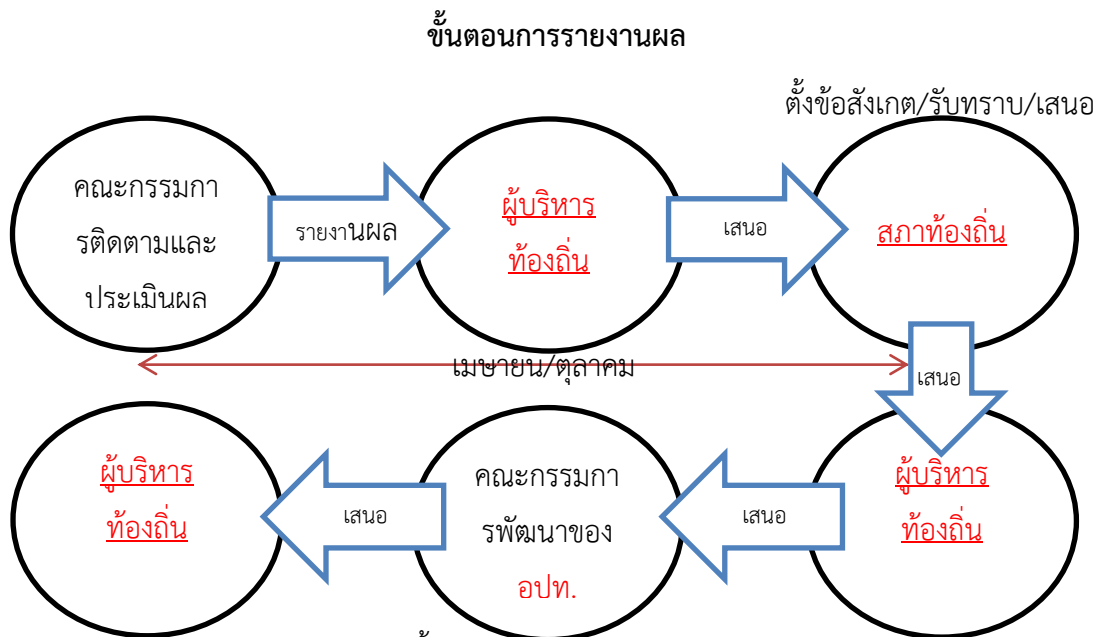 ขั้นตอนการรายงานผล
ตั้งข้อสังเกต/รับทราบ/เสนอ
คณะกรรมกา
รติดตามและ
ประเมินผล
รายงานผล
ผู้บริหาร
ท้องถิ่น
เสนอ
สภาท้องถิ่น
เมษายน/ตุลาคม
เสนอ
ผู้บริหาร
ท้องถิ่น
เสนอ
คณะกรรมกา
รพัฒนาของ
อปท.
เสนอ
ผู้บริหาร
ท้องถิ่น